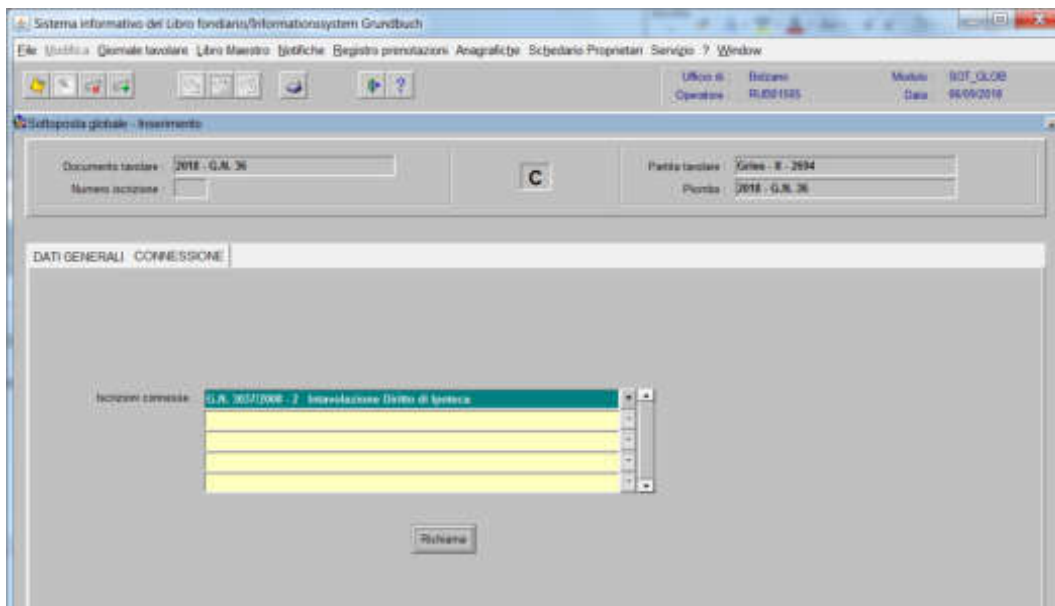 Sistema informativo del Libro fondiario/Informationssystem Grundbuch
File Modifica Giornale tavolare Libro Maestro Notifiche Registro prenotazioni Anagrafiche Schedario Proprietari Servizio ? Window
Ufficio di : Bolzano Modulo : SOT_GLOB
Operatore : Data : 06/09/2018
Sottoposta globale - Inserimento
Documento tavolare : 2018 - G.N. 36 C Partita tavolare : Gries - II - 2694
Numero iscrizione : Piombo : 2018 - G.N. 36
DATI GENERALI CONNESSIONE
Iscrizioni connesse G.N. - 2 Intavolazione Diritto di Ipoteca
Richiama